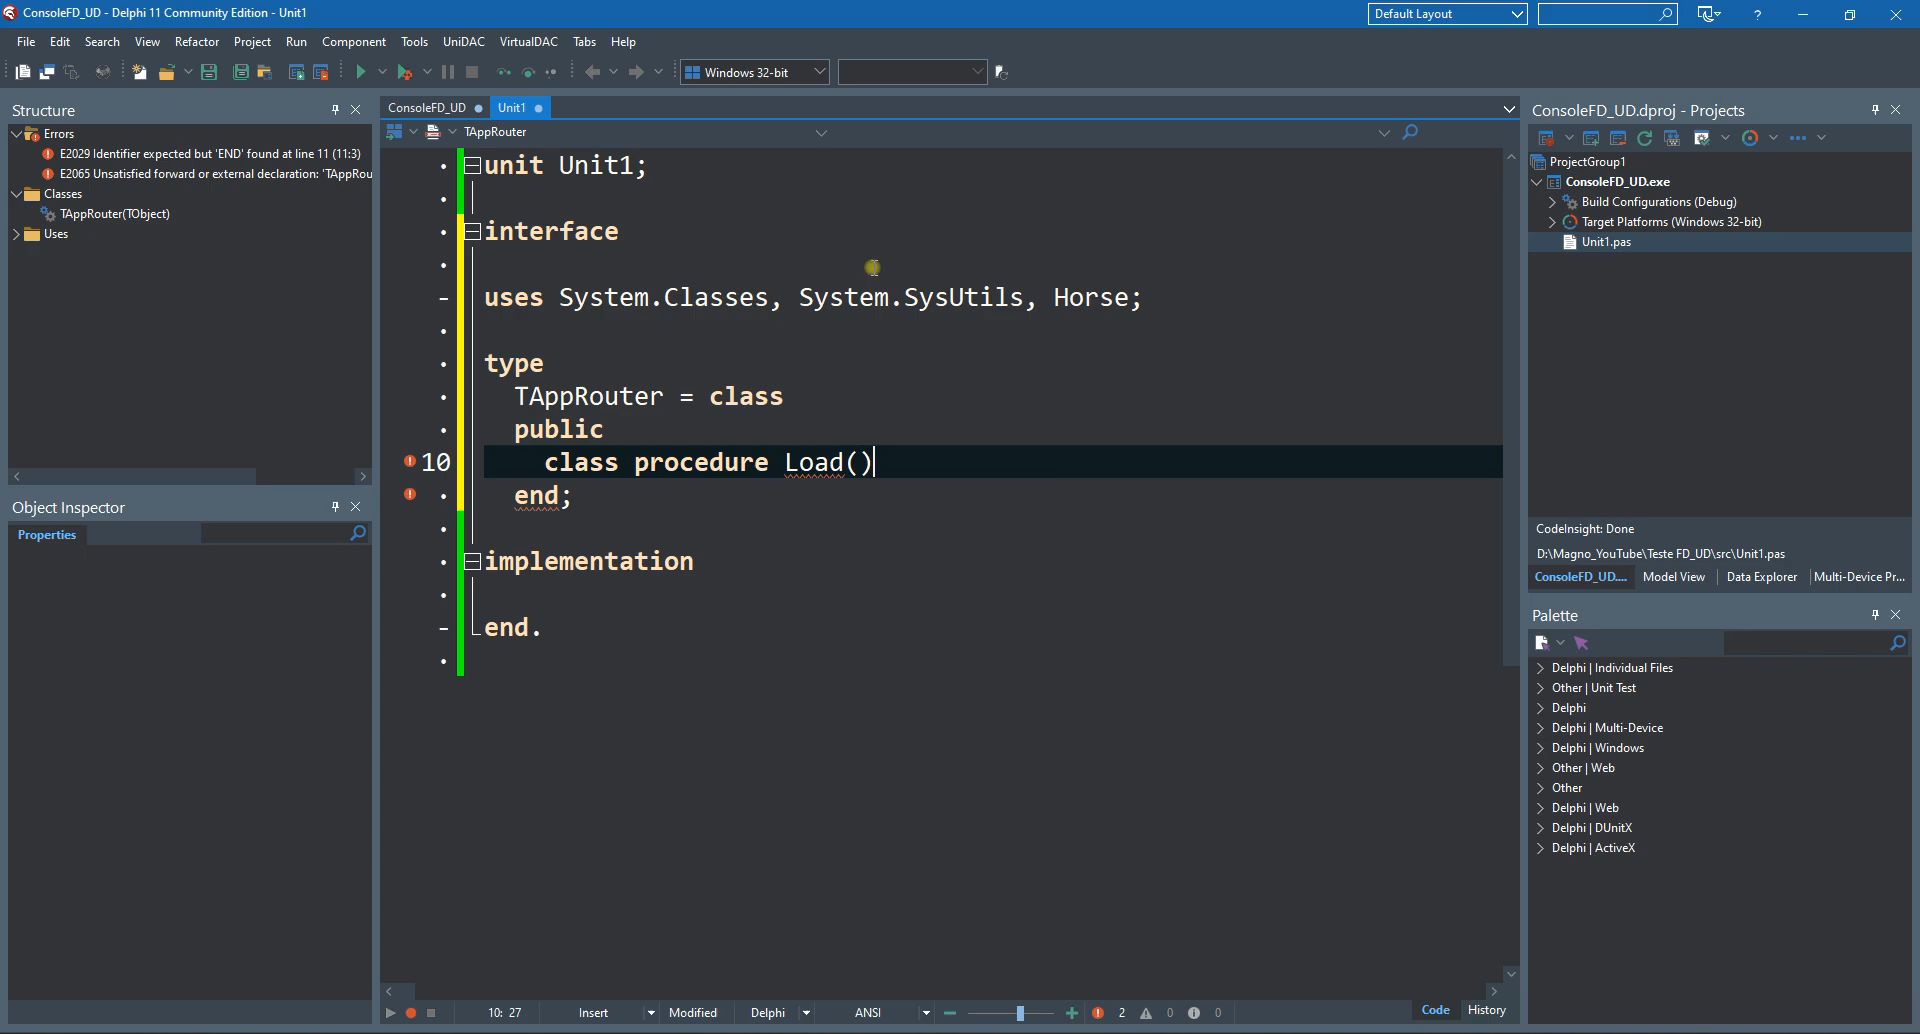 ConsoleFD_UD - Delphi 11 Community Edition - Unit1
Default Layout
File Edit Search View Refactor Project Run Component Tools UniDAC VirtualDAC Tabs Help
Windows 32-bit
Structure
Errors
E2029 Identifier expected but 'END' found at line 11 (11:3)
E2065 Unsatisfied forward or external declaration: 'TAppRou
Classes
TAppRouter(TObject)
Uses
Object Inspector
Properties
ConsoleFD_UD Unit1
TAppRouter
unit Unit1;
interface
uses System.Classes, System.SysUtils, Horse;
type
TAppRouter = class
public
10 class procedure Load()
end;
implementation
end.
10: 27 Insert Modified Delphi ANSI 2 0 0 Code History
ConsoleFD_UD.dproj - Projects
ProjectGroup1
ConsoleFD_UD.exe
Build Configurations (Debug)
Target Platforms (Windows 32-bit)
Unit1.pas
CodeInsight: Done
D:\Magno_YouTube\Teste FD_UD\src\Unit1.pas
ConsoleFD_UD.... Model View Data Explorer Multi-Device Pr...
Palette
Delphi | Individual Files
Other | Unit Test
Delphi
Delphi | Multi-Device
Delphi | Windows
Other | Web
Other
Delphi | Web
Delphi | DUnitX
Delphi | ActiveX